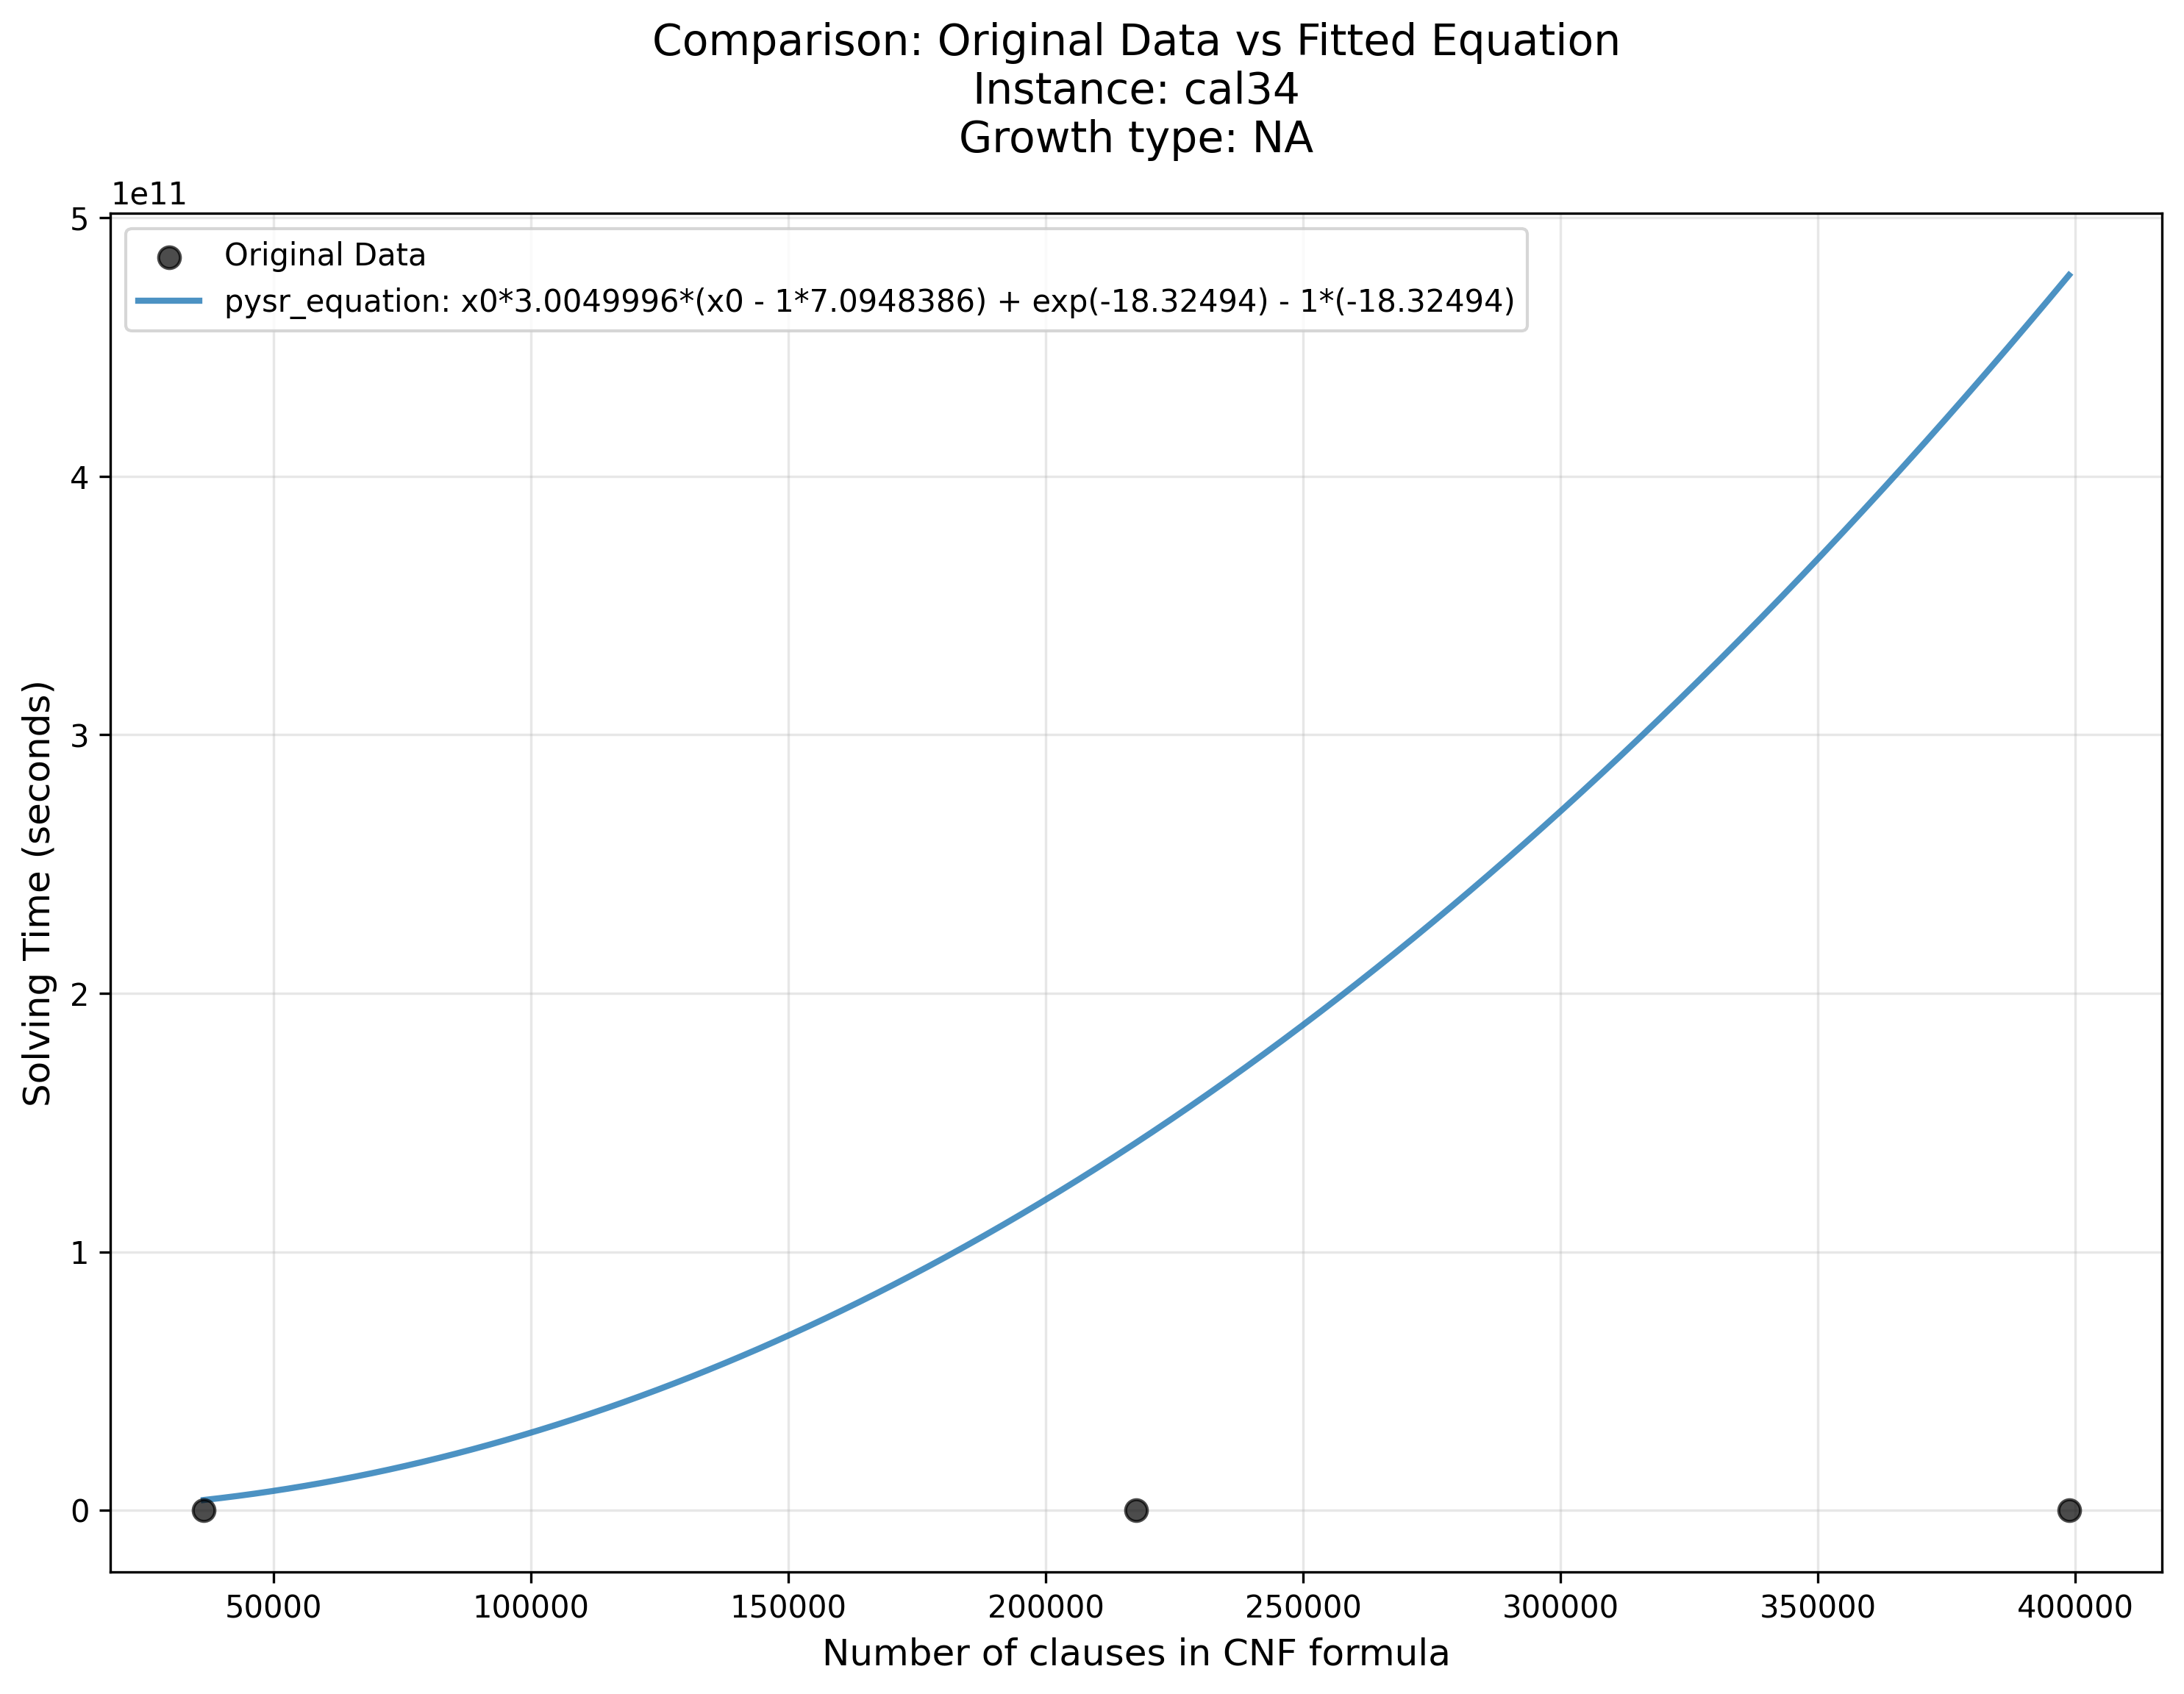 Comparison: Original Data vs Fitted Equation
Instance: cal34
Growth type: NA
1e11
5
4
3
2
1
0
Original Data
pysr_equation: x0*3.0049996*(x0 - 1*7.0948386) + exp(-18.32494) - 1*(-18.32494)
Solving Time (seconds)
50000 100000 150000 200000 250000 300000 350000 400000
Number of clauses in CNF formula